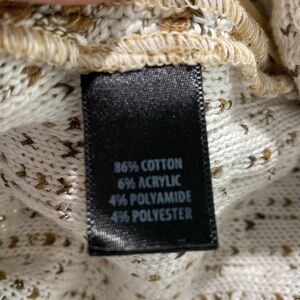 86% COTTON
6% ACRYLIC
4% POLYAMIDE
4% POLYESTER